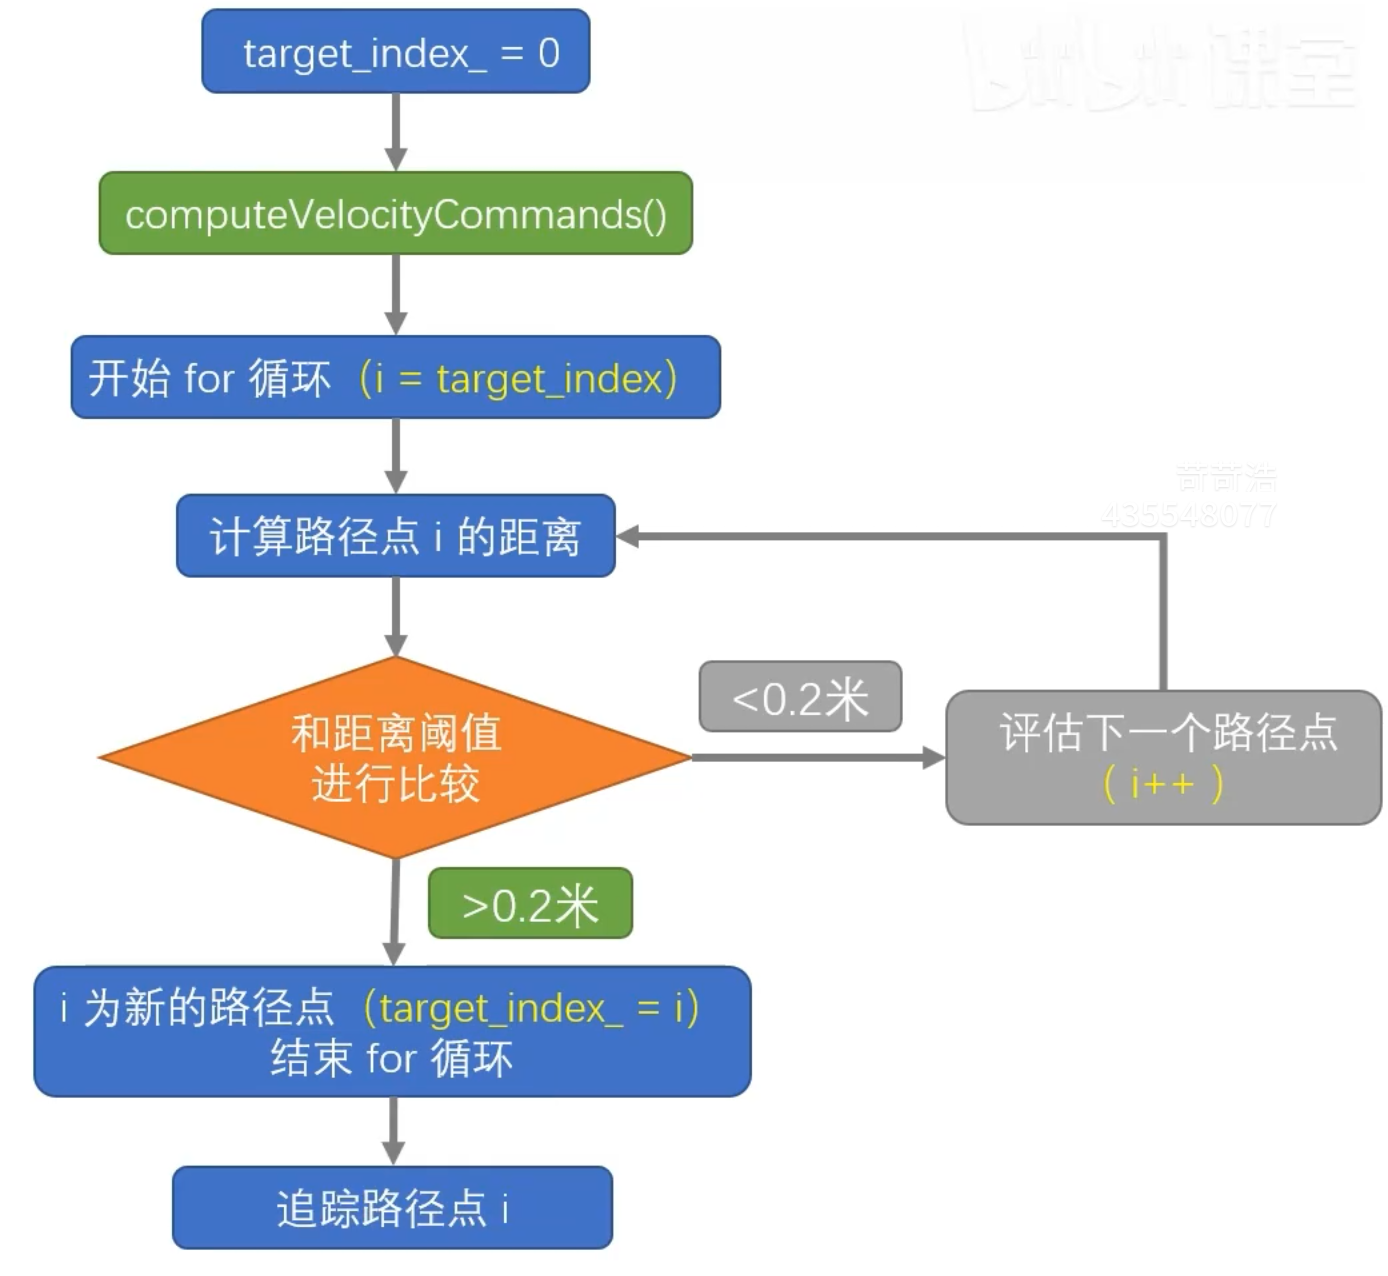 bilibili 课堂
target_index_ = 0
computeVelocityCommands()
开始 for 循环（i = target_index）
苛苛浩
435548077
计算路径点 i 的距离
<0.2米
和距离阈值
进行比较
评估下一个路径点
（ i++ ）
>0.2米
i 为新的路径点（target_index_ = i）
结束 for 循环
追踪路径点 i